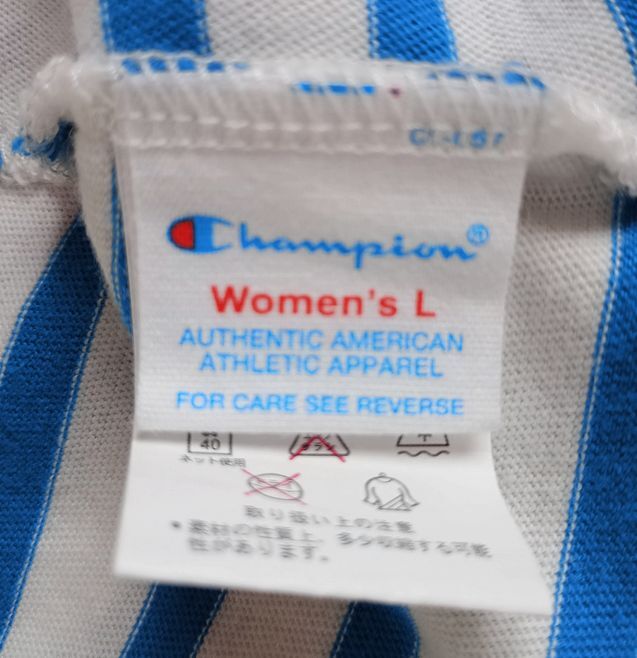 Champion®
Women's L
AUTHENTIC AMERICAN
ATHLETIC APPAREL
FOR CARE SEE REVERSE
40
ネット使用
取り扱い上の注意
* 素材の性質上、多少収縮する可能
性があります。